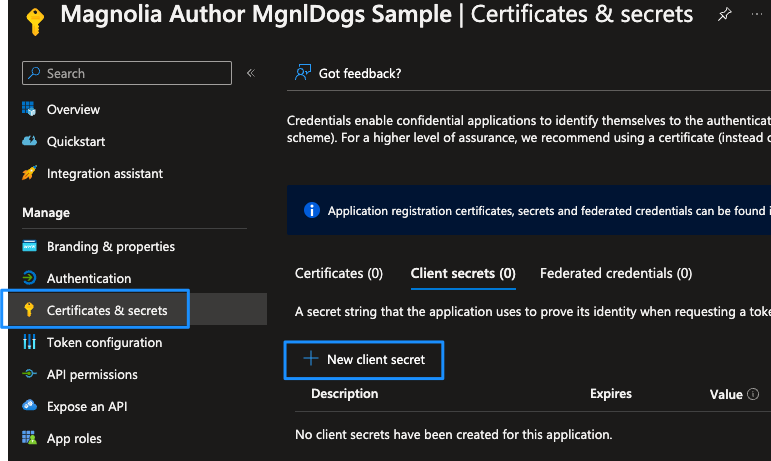 Magnolia Author MgnlDogs Sample | Certificates & secrets
Search
Got feedback?
Overview
Quickstart
Integration assistant
Manage
Branding & properties
Authentication
Certificates & secrets
Token configuration
API permissions
Expose an API
App roles
Credentials enable confidential applications to identify themselves to the authenticat
scheme). For a higher level of assurance, we recommend using a certificate (instead o
Application registration certificates, secrets and federated credentials can be found i
Certificates (0) Client secrets (0) Federated credentials (0)
A secret string that the application uses to prove its identity when requesting a toke
New client secret
Description Expires Value
No client secrets have been created for this application.